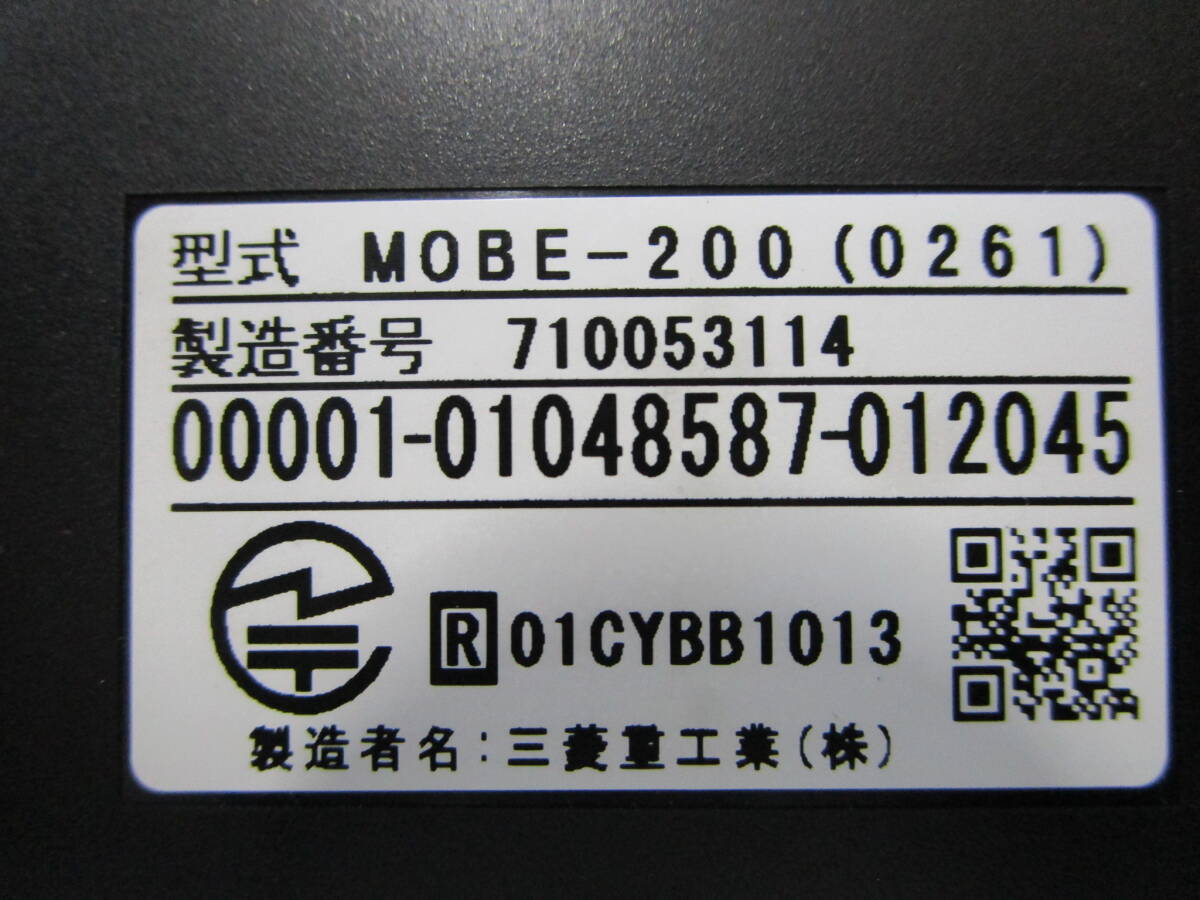 型式 MOBE-200(0261)
製造番号 710053114
00001-01048587-012045
R 01CYBB1013
製造者名:三菱重工業(株)